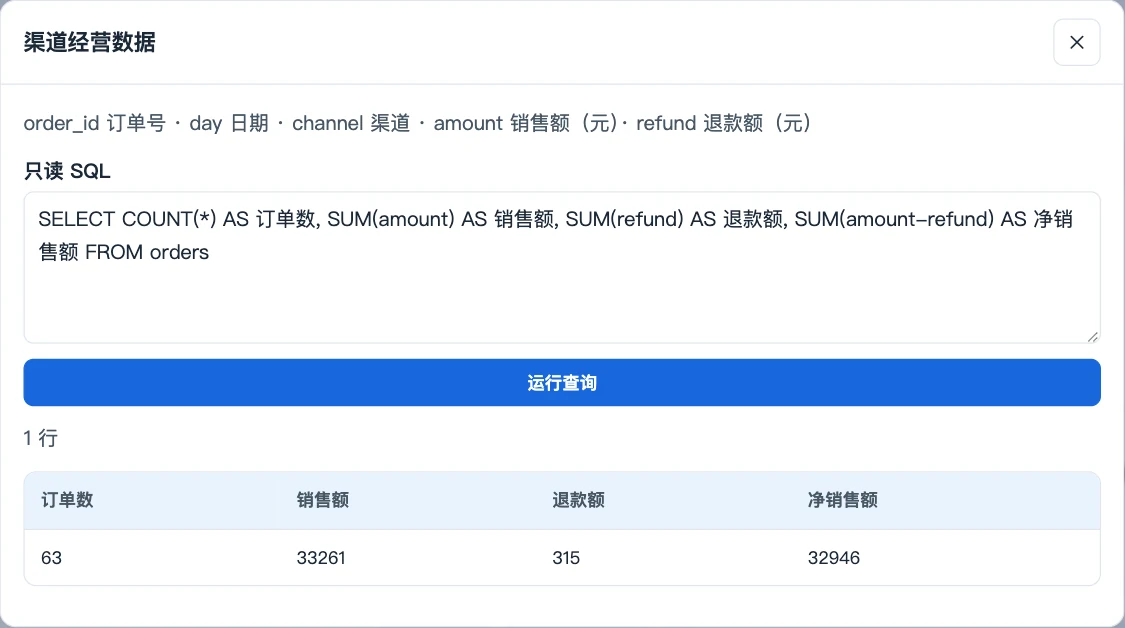 渠道经营数据
order_id 订单号 · day 日期 · channel 渠道 · amount 销售额（元）· refund 退款额（元）
只读 SQL
SELECT COUNT(*) AS 订单数, SUM(amount) AS 销售额, SUM(refund) AS 退款额, SUM(amount-refund) AS 净销
售额 FROM orders
运行查询
1 行
订单数 销售额 退款额 净销售额
63 33261 315 32946